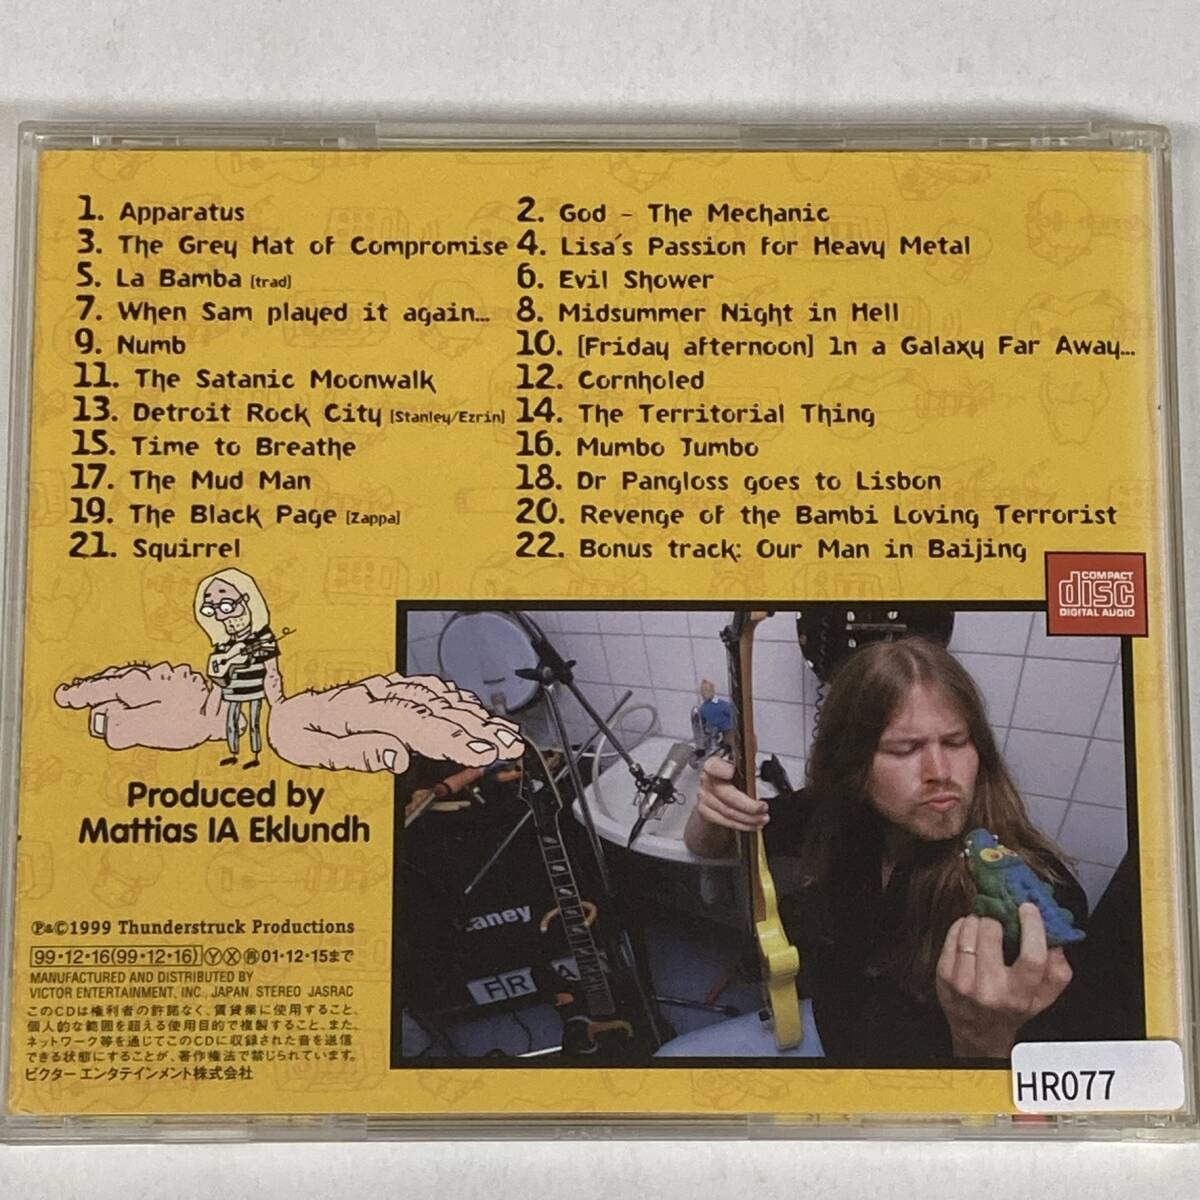 1. Apparatus
2. God - The Mechanic
3. The Grey Hat of Compromise
4. Lisa´s Passion for Heavy Metal
5. La Bamba [trad]
6. Evil Shower
7. When Sam played it again...
8. Midsummer Night in Hell
9. Numb
10. [Friday afternoon] In a Galaxy Far Away...
11. The Satanic Moonwalk
12. Cornholed
13. Detroit Rock City [Stanley/Ezrin]
14. The Territorial Thing
15. Time to Breathe
16. Mumbo Jumbo
17. The Mud Man
18. Dr Pangloss goes to Lisbon
19. The Black Page [Zappa]
20. Revenge of the Bambi Loving Terrorist
21. Squirrel
22. Bonus track: Our Man in Baijing
COMPACT
disc
DIGITAL AUDIO
Produced by
Mattias IA Eklundh
Laney
FR A
℗&©1999 Thunderstruck Productions
99・12・16(99・12・16) Ⓨ Ⓧ 01・12・15まで
MANUFACTURED AND DISTRIBUTED BY
VICTOR ENTERTAINMENT, INC., JAPAN. STEREO JASRAC
このCDは権利者の許諾なく、賃貸業に使用すること、
個人的な範囲を超える使用目的で複製すること、また、
ネットワーク等を通じてこのCDに収録された音を送信
できる状態にすることが、著作権法で禁じられています。
ビクター エンタテインメント株式会社
HR077